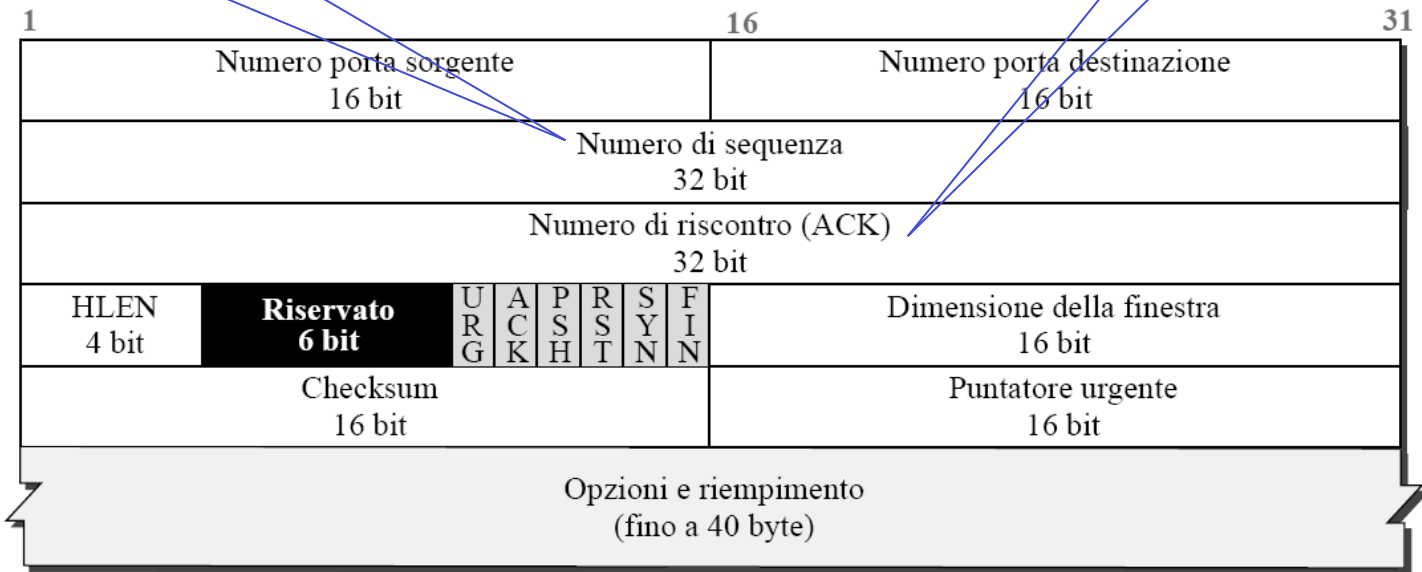 1 16 31
Numero porta sorgente Numero porta destinazione
16 bit 16 bit
Numero di sequenza
32 bit
Numero di riscontro (ACK)
32 bit
HLEN Riservato URG ACK PSH RST SYN FIN Dimensione della finestra
4 bit 6 bit 16 bit
Checksum Puntatore urgente
16 bit 16 bit
Opzioni e riempimento
(fino a 40 byte)